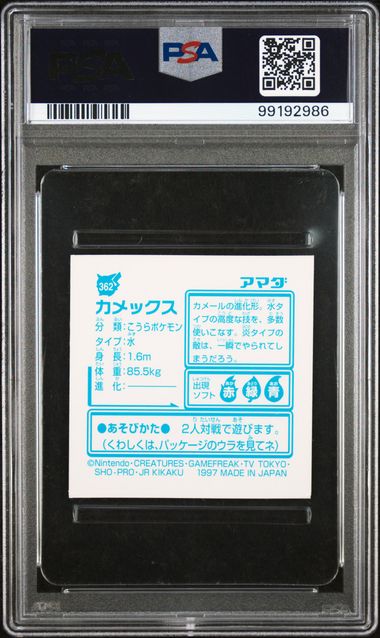 PSA
PSA
99192986
362
アマダ
カメックス
分類:こうらポケモン
タイプ:水
身長:1.6m
体重:85.5kg
進化:
カメールの進化形。水タ
イプの高度な技を、多数
使いこなす。炎タイプの
敵は、一瞬でやられてし
まうだろう。
出現
ソフト
赤 緑 青
●あそびかた● 2人対戦で遊びます。
(くわしくは、パッケージのウラを見てネ)
©Nintendo・CREATURES・GAMEFREAK・TV TOKYO・
SHO・PRO・JR KIKAKU 1997 MADE IN JAPAN